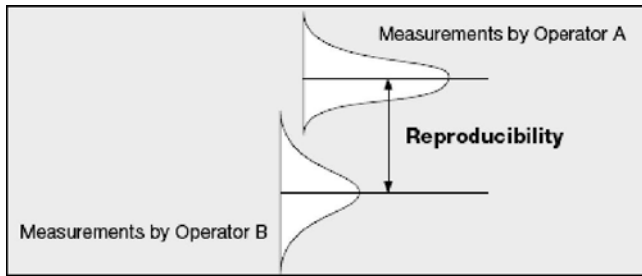 Measurements by Operator A
Reproducibility
Measurements by Operator B